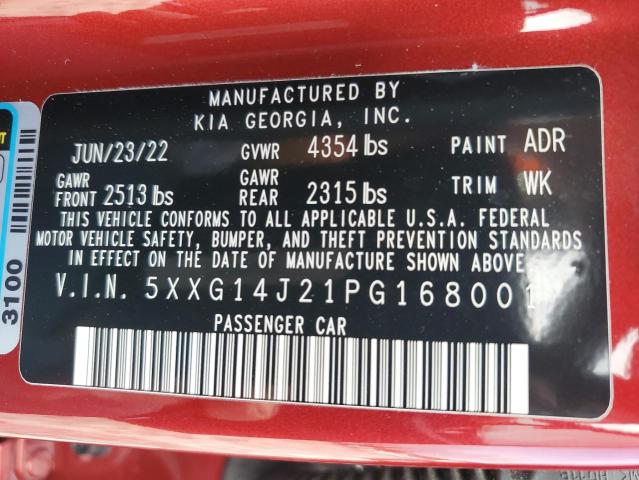 MANUFACTURED BY
KIA GEORGIA, INC.
JUN/23/22 GVWR 4354 lbs PAINT ADR
GAWR FRONT 2513 lbs GAWR REAR 2315 lbs TRIM WK
THIS VEHICLE CONFORMS TO ALL APPLICABLE U.S.A. FEDERAL
MOTOR VEHICLE SAFETY, BUMPER, AND THEFT PREVENTION STANDARDS
IN EFFECT ON THE DATE OF MANUFACTURE SHOWN ABOVE.
V.I.N. 5XXG14J21PG168001
PASSENGER CAR
3100